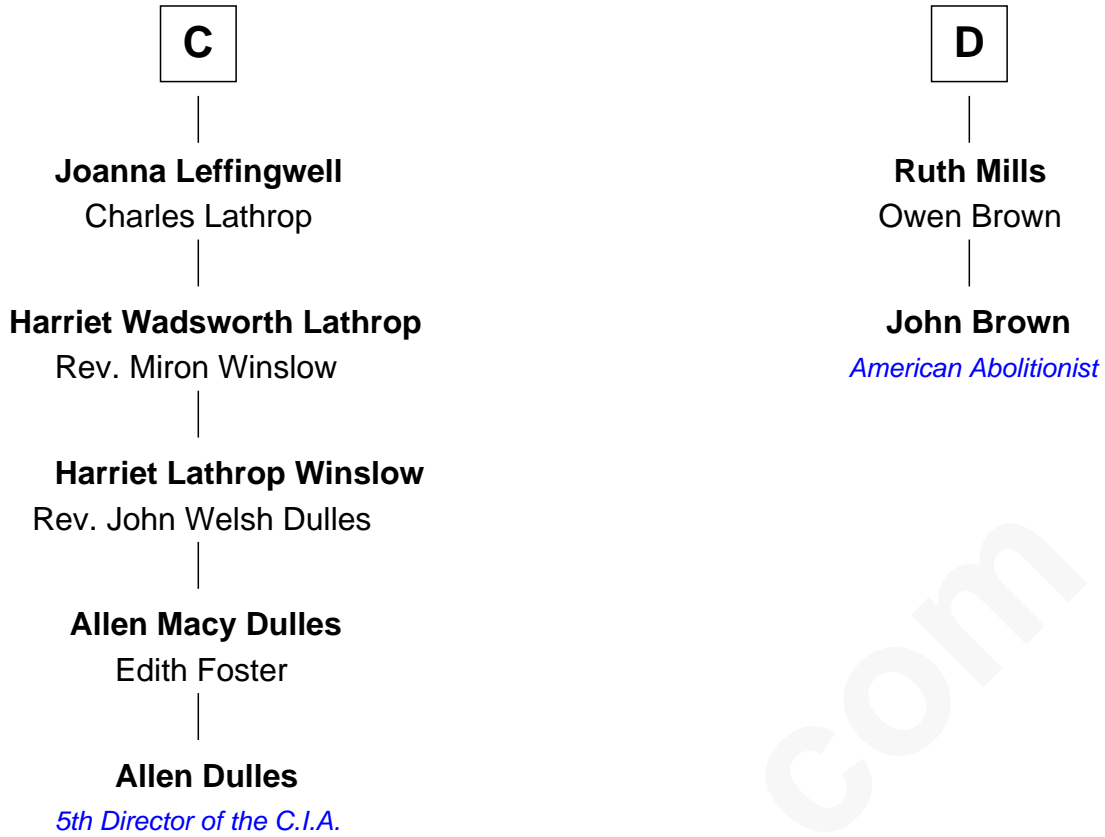 C
Joanna Leffingwell
Charles Lathrop
Harriet Wadsworth Lathrop
Rev. Miron Winslow
Harriet Lathrop Winslow
Rev. John Welsh Dulles
Allen Macy Dulles
Edith Foster
Allen Dulles
5th Director of the C.I.A.
D
Ruth Mills
Owen Brown
John Brown
American Abolitionist
com